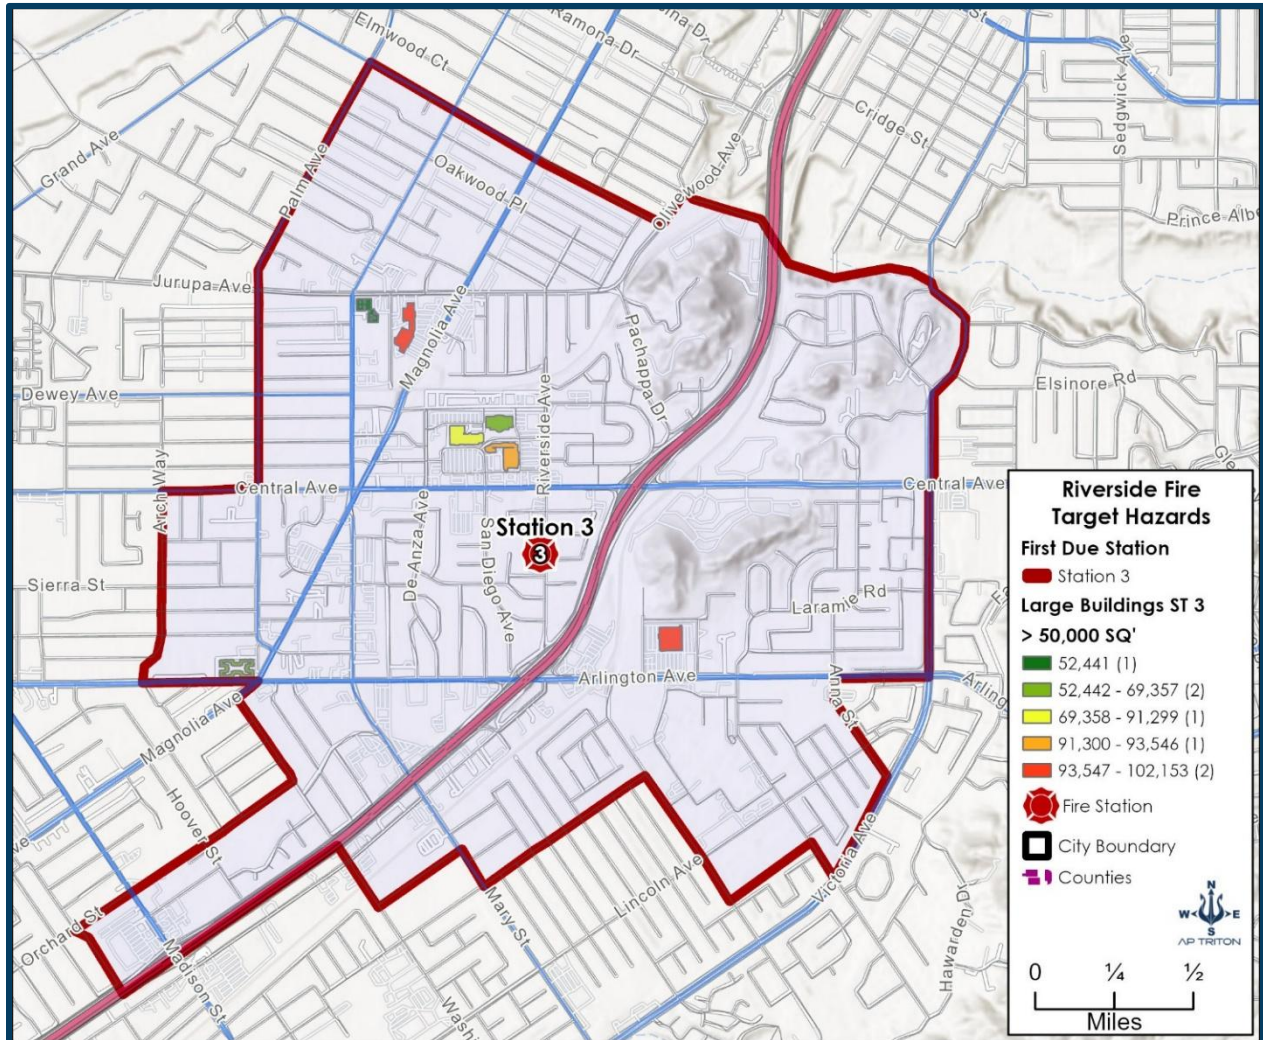 Elmwood Ct
Ramona Dr
Cridge St
Sedgwick Ave
Grand Ave
Palm Ave
Oakwood Pl
Olivewood Ave
Prince Albe
Jurupa Ave
Magnolia Ave
Pachappa Dr
Elsinore Rd
Dewey Ave
Riverside Ave
Arch Way
Central Ave
Central Ave
De Anza Ave
San Diego Ave
Station 3
3
Sierra St
Laramie Rd
Arlington Ave
Anna St
Arling
Magnolia Ave
Hoover St
Orchard St
Madison St
Mary St
Lincoln Ave
Victoria Ave
Hawarden Dr
Riverside Fire
Target Hazards
First Due Station
Station 3
Large Buildings ST 3
> 50,000 SQ'
52,441 (1)
52,442 - 69,357 (2)
69,358 - 91,299 (1)
91,300 - 93,546 (1)
93,547 - 102,153 (2)
Fire Station
City Boundary
Counties
N
W E
S
AP TRITON
0 ¼ ½
Miles